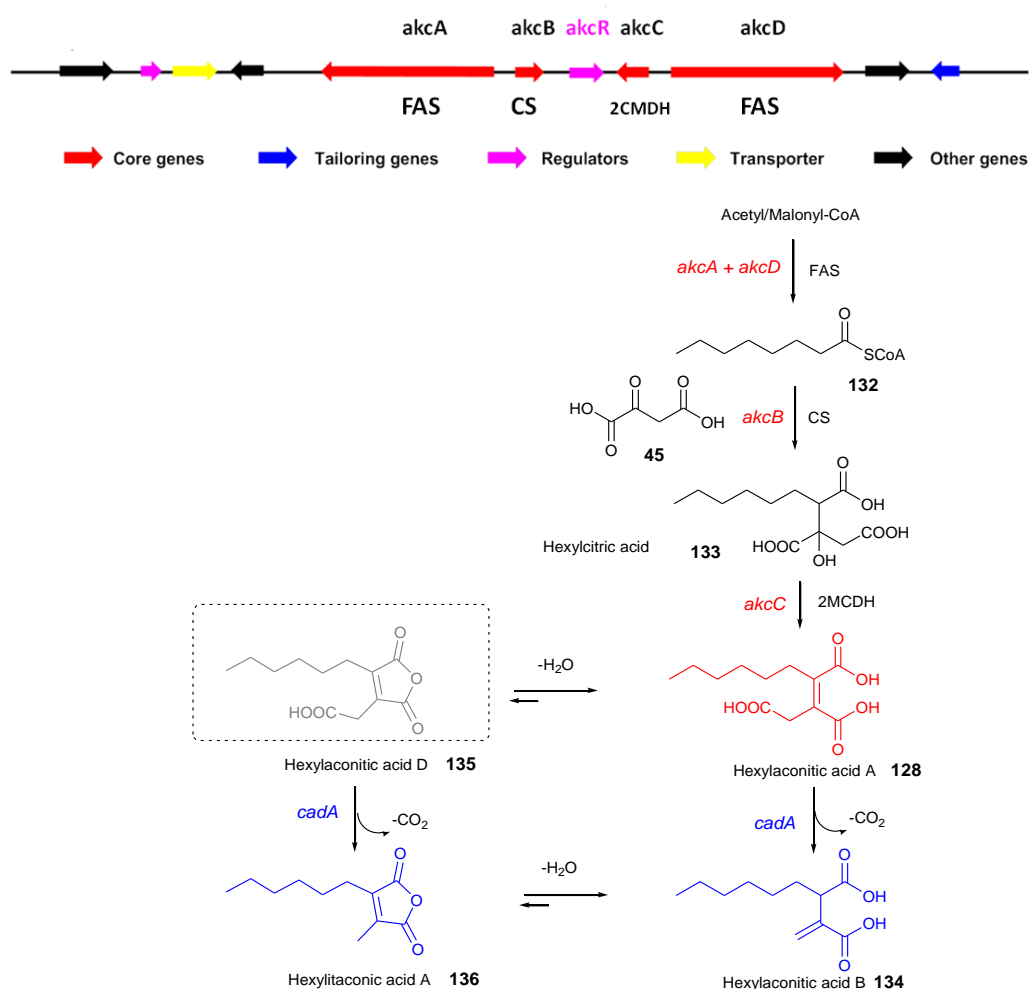 akcA akcB akcR akcC akcD
FAS CS 2CMDH FAS
Core genes Tailoring genes Regulators Transporter Other genes
Acetyl/Malonyl-CoA
akcA + akcD FAS
O
SCoA
132
O O
HO OH
O
45
akcB CS
O
OH
COOH
HOOC
OH
Hexylcitric acid 133
akcC 2MCDH
O
O
O
HOOC
-H2O
O
OH
HOOC OH
O
Hexylaconitic acid D 135
Hexylaconitic acid A 128
cadA -CO2
cadA -CO2
O
O
O
-H2O
O
OH
OH
O
Hexylitaconic acid A 136
Hexylaconitic acid B 134